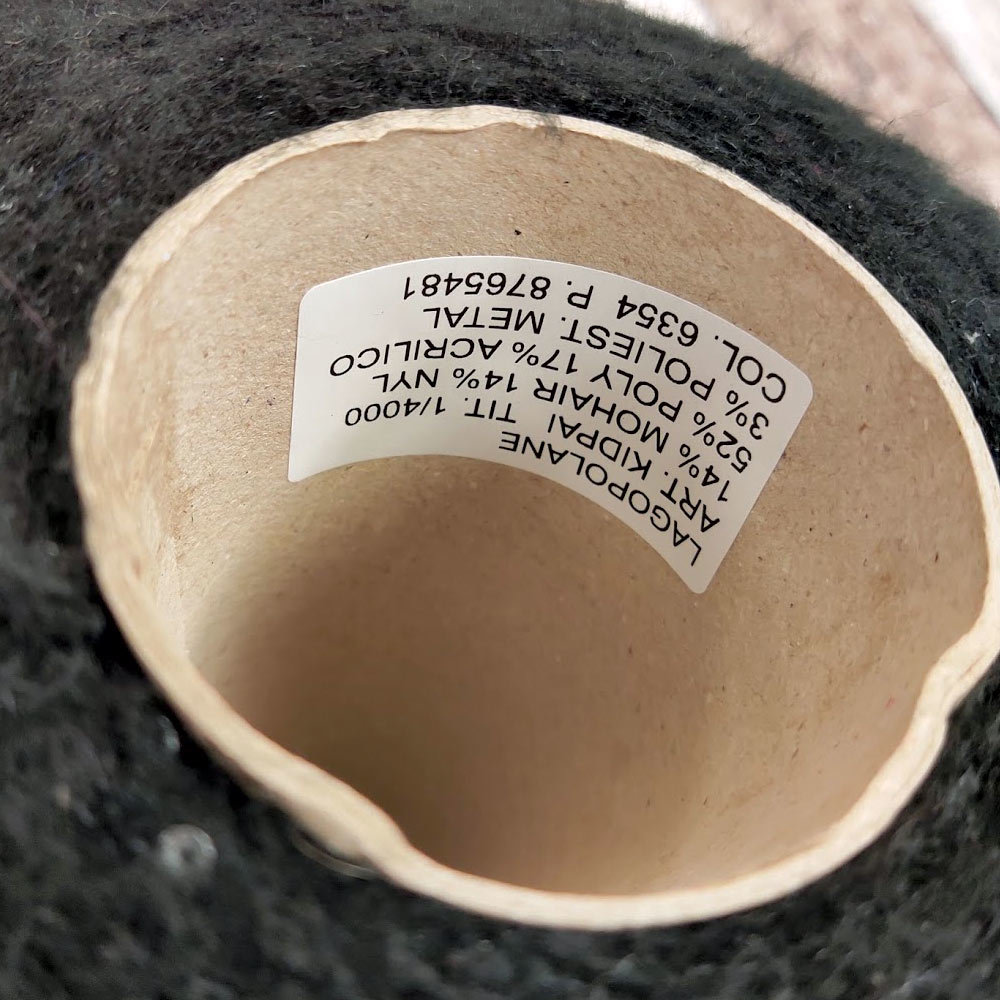 LAGOPOLANE
ART. KIDPAI TIT. 1/4000
14% MOHAIR 14% NYL
52% POLY 17% ACRILICO
3% POLIEST. METAL
COL. 6354 P. 8765481